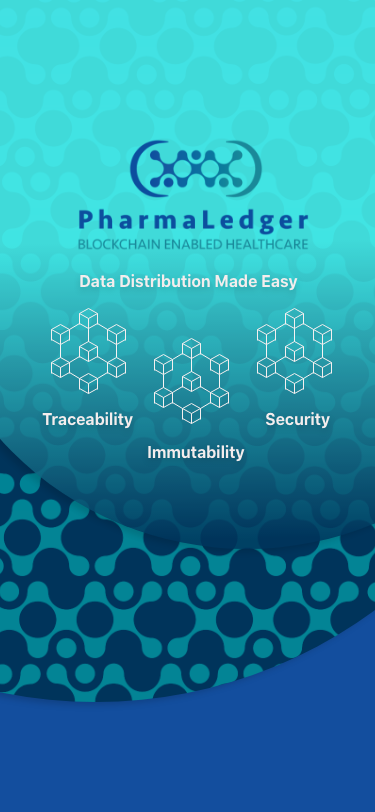 PharmaLedger
BLOCKCHAIN ENABLED HEALTHCARE
Data Distribution Made Easy
Traceability
Immutability
Security